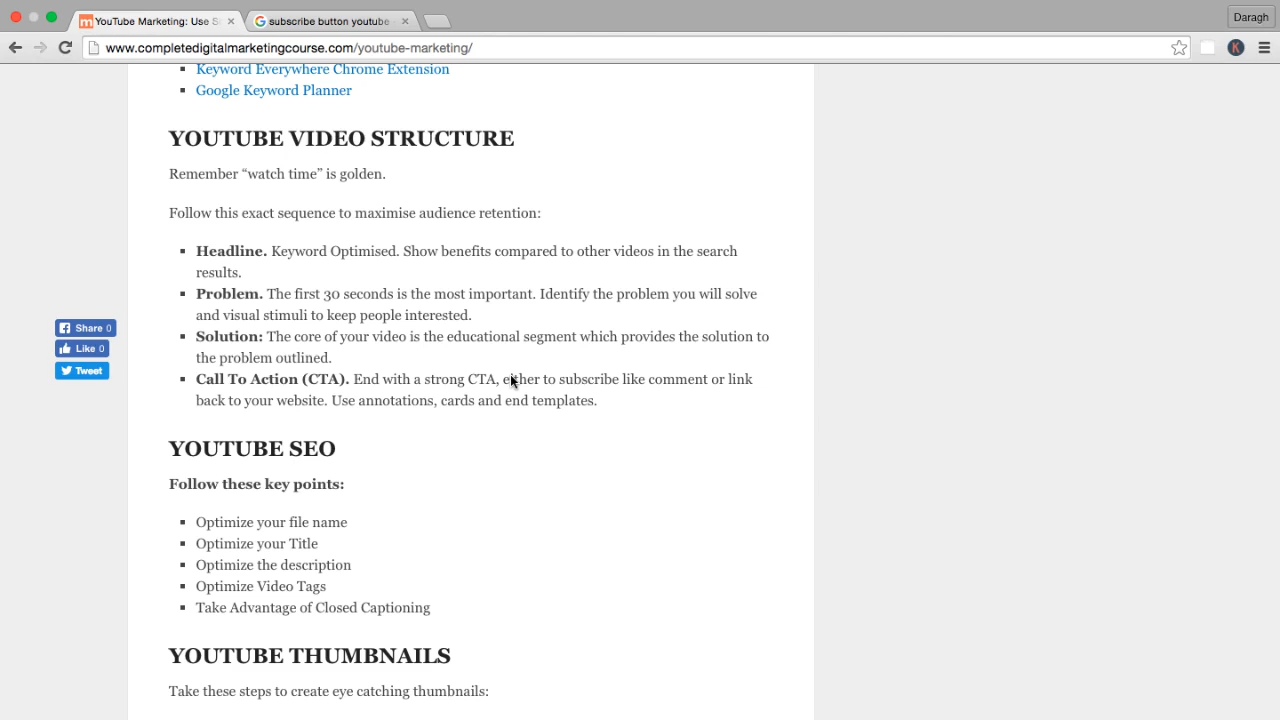 YouTube Marketing: Use S
subscribe button youtube
Daragh
www.completedigitalmarketingcourse.com/youtube-marketing/
K
Keyword Everywhere Chrome Extension
Google Keyword Planner
YOUTUBE VIDEO STRUCTURE
Remember “watch time” is golden.
Follow this exact sequence to maximise audience retention:
Headline. Keyword Optimised. Show benefits compared to other videos in the search
results.
Problem. The first 30 seconds is the most important. Identify the problem you will solve
and visual stimuli to keep people interested.
Solution: The core of your video is the educational segment which provides the solution to
the problem outlined.
Call To Action (CTA). End with a strong CTA, either to subscribe like comment or link
back to your website. Use annotations, cards and end templates.
Share 0
Like 0
Tweet
YOUTUBE SEO
Follow these key points:
Optimize your file name
Optimize your Title
Optimize the description
Optimize Video Tags
Take Advantage of Closed Captioning
YOUTUBE THUMBNAILS
Take these steps to create eye catching thumbnails: